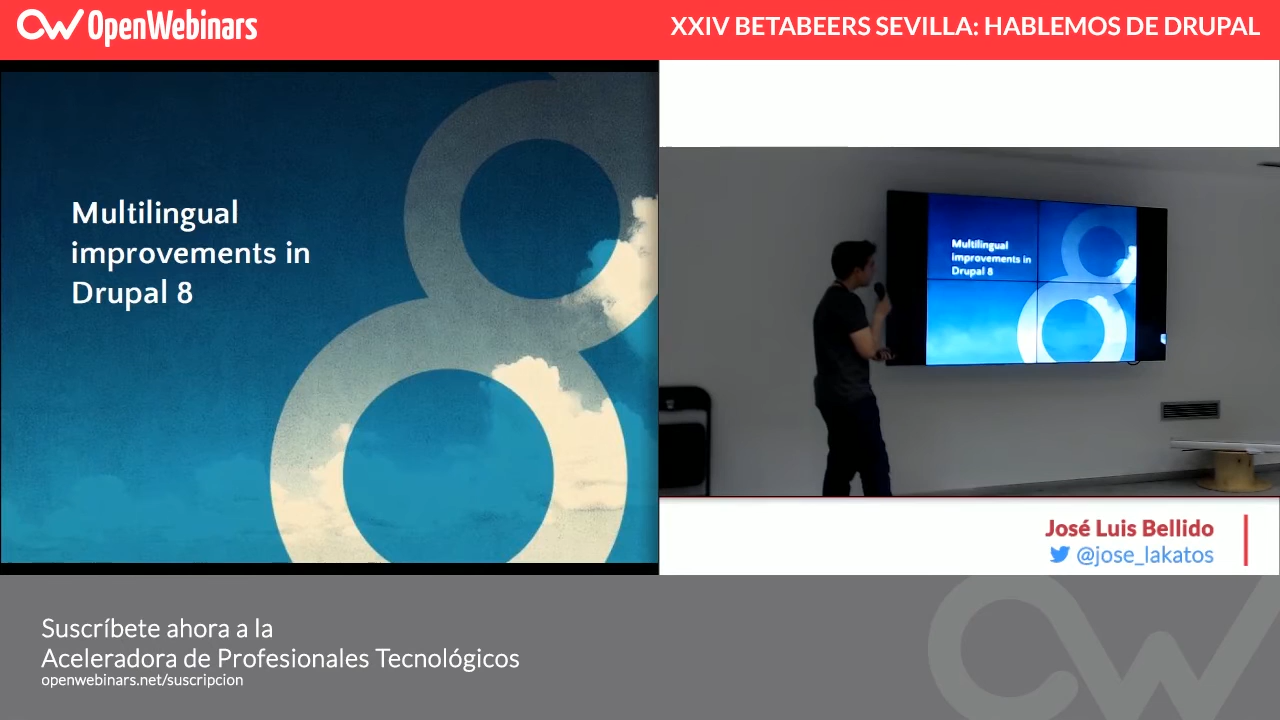 OpenWebinars
XXIV BETABEERS SEVILLA: HABLEMOS DE DRUPAL
Multilingual
improvements in
Drupal 8
Multilingual
improvements in
Drupal 8
José Luis Bellido
@jose_lakatos
Suscríbete ahora a la
Aceleradora de Profesionales Tecnológicos
openwebinars.net/suscripcion